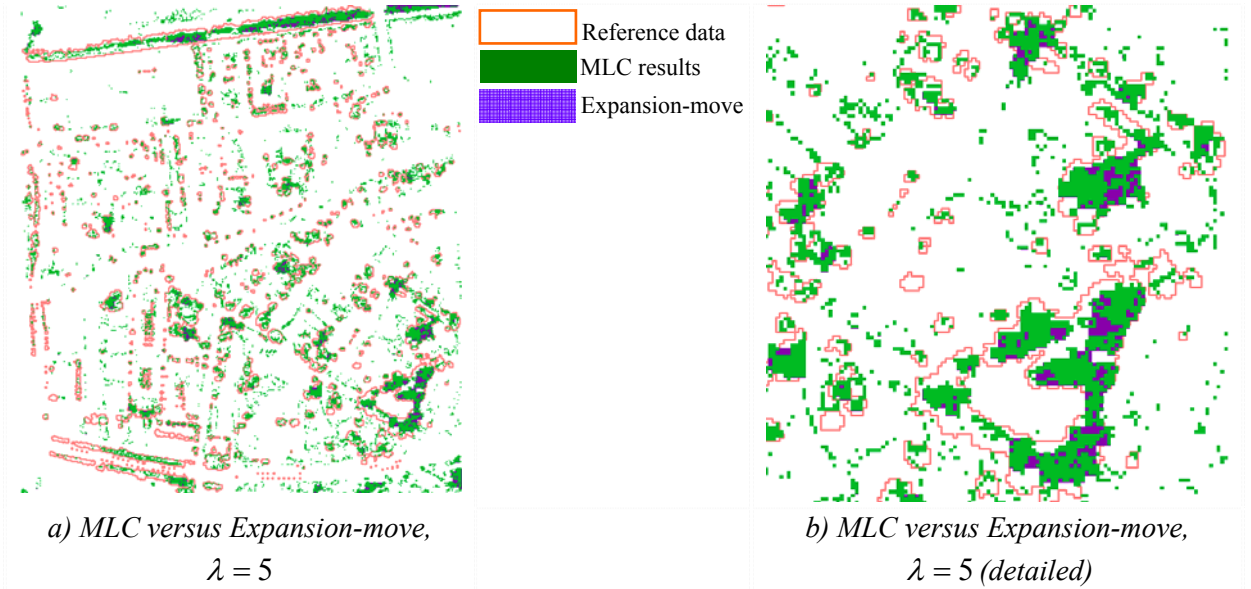 Reference data
MLC results
Expansion-move
a) MLC versus Expansion-move,
λ = 5
b) MLC versus Expansion-move,
λ = 5 (detailed)